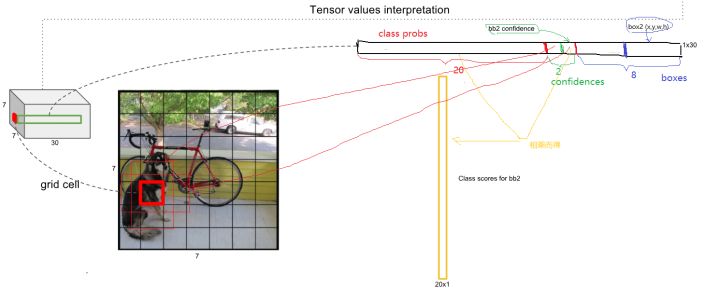 Tensor values interpretation
class probs
bb2 confidence
box2 (x,y,w,h)
1x30
20
2
confidences
8
boxes
7
7
30
grid cell
7
7
相乘而得
Class scores for bb2
20x1